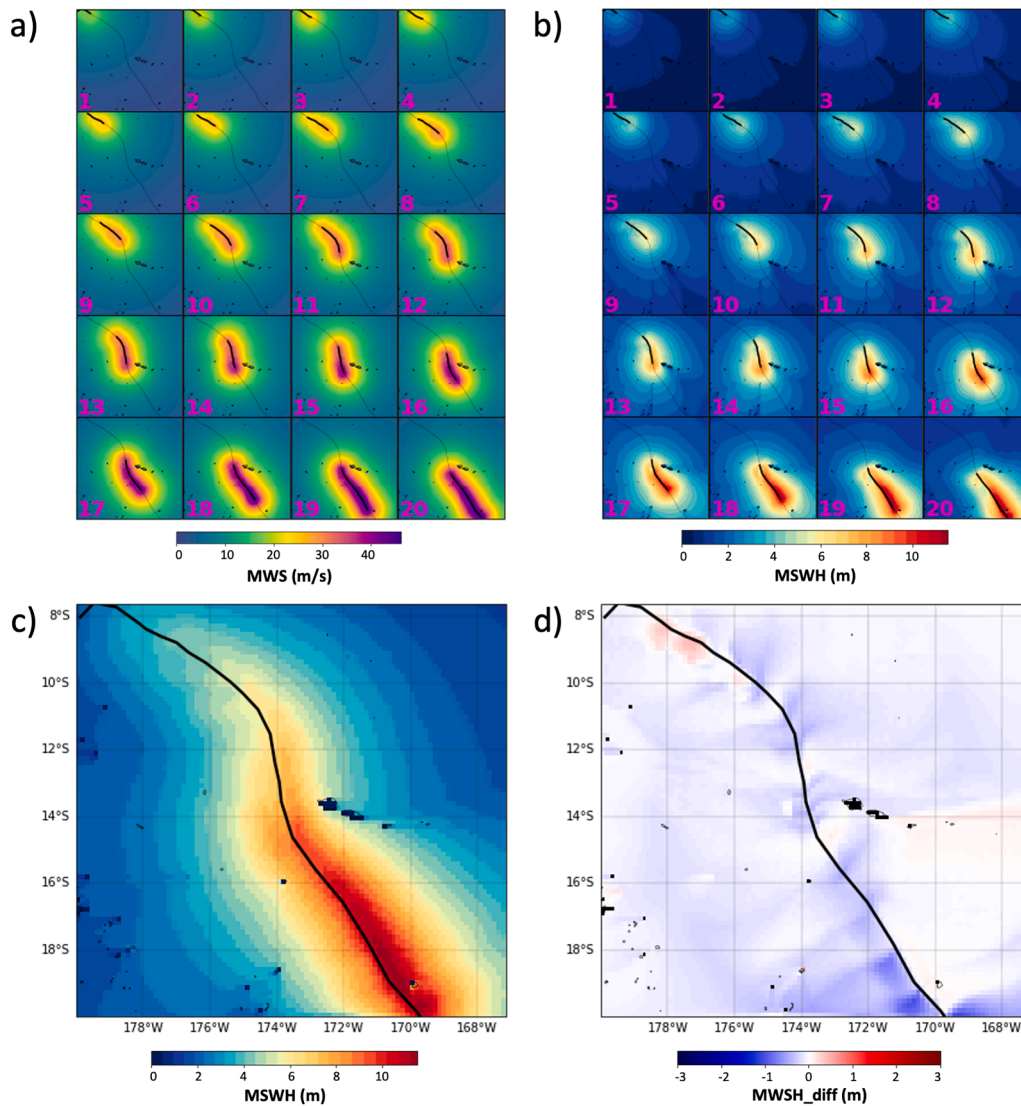 a)
b)
1 2 3 4
5 6 7 8
9 10 11 12
13 14 15 16
17 18 19 20
0 10 20 30 40
MWS (m/s)
1 2 3 4
5 6 7 8
9 10 11 12
13 14 15 16
17 18 19 20
0 2 4 6 8 10
MSWH (m)
c)
8°S
10°S
12°S
14°S
16°S
18°S
178°W 176°W 174°W 172°W 170°W 168°W
0 2 4 6 8 10
MSWH (m)
d)
8°S
10°S
12°S
14°S
16°S
18°S
178°W 176°W 174°W 172°W 170°W 168°W
-3 -2 -1 0 1 2 3
MWSH_diff (m)